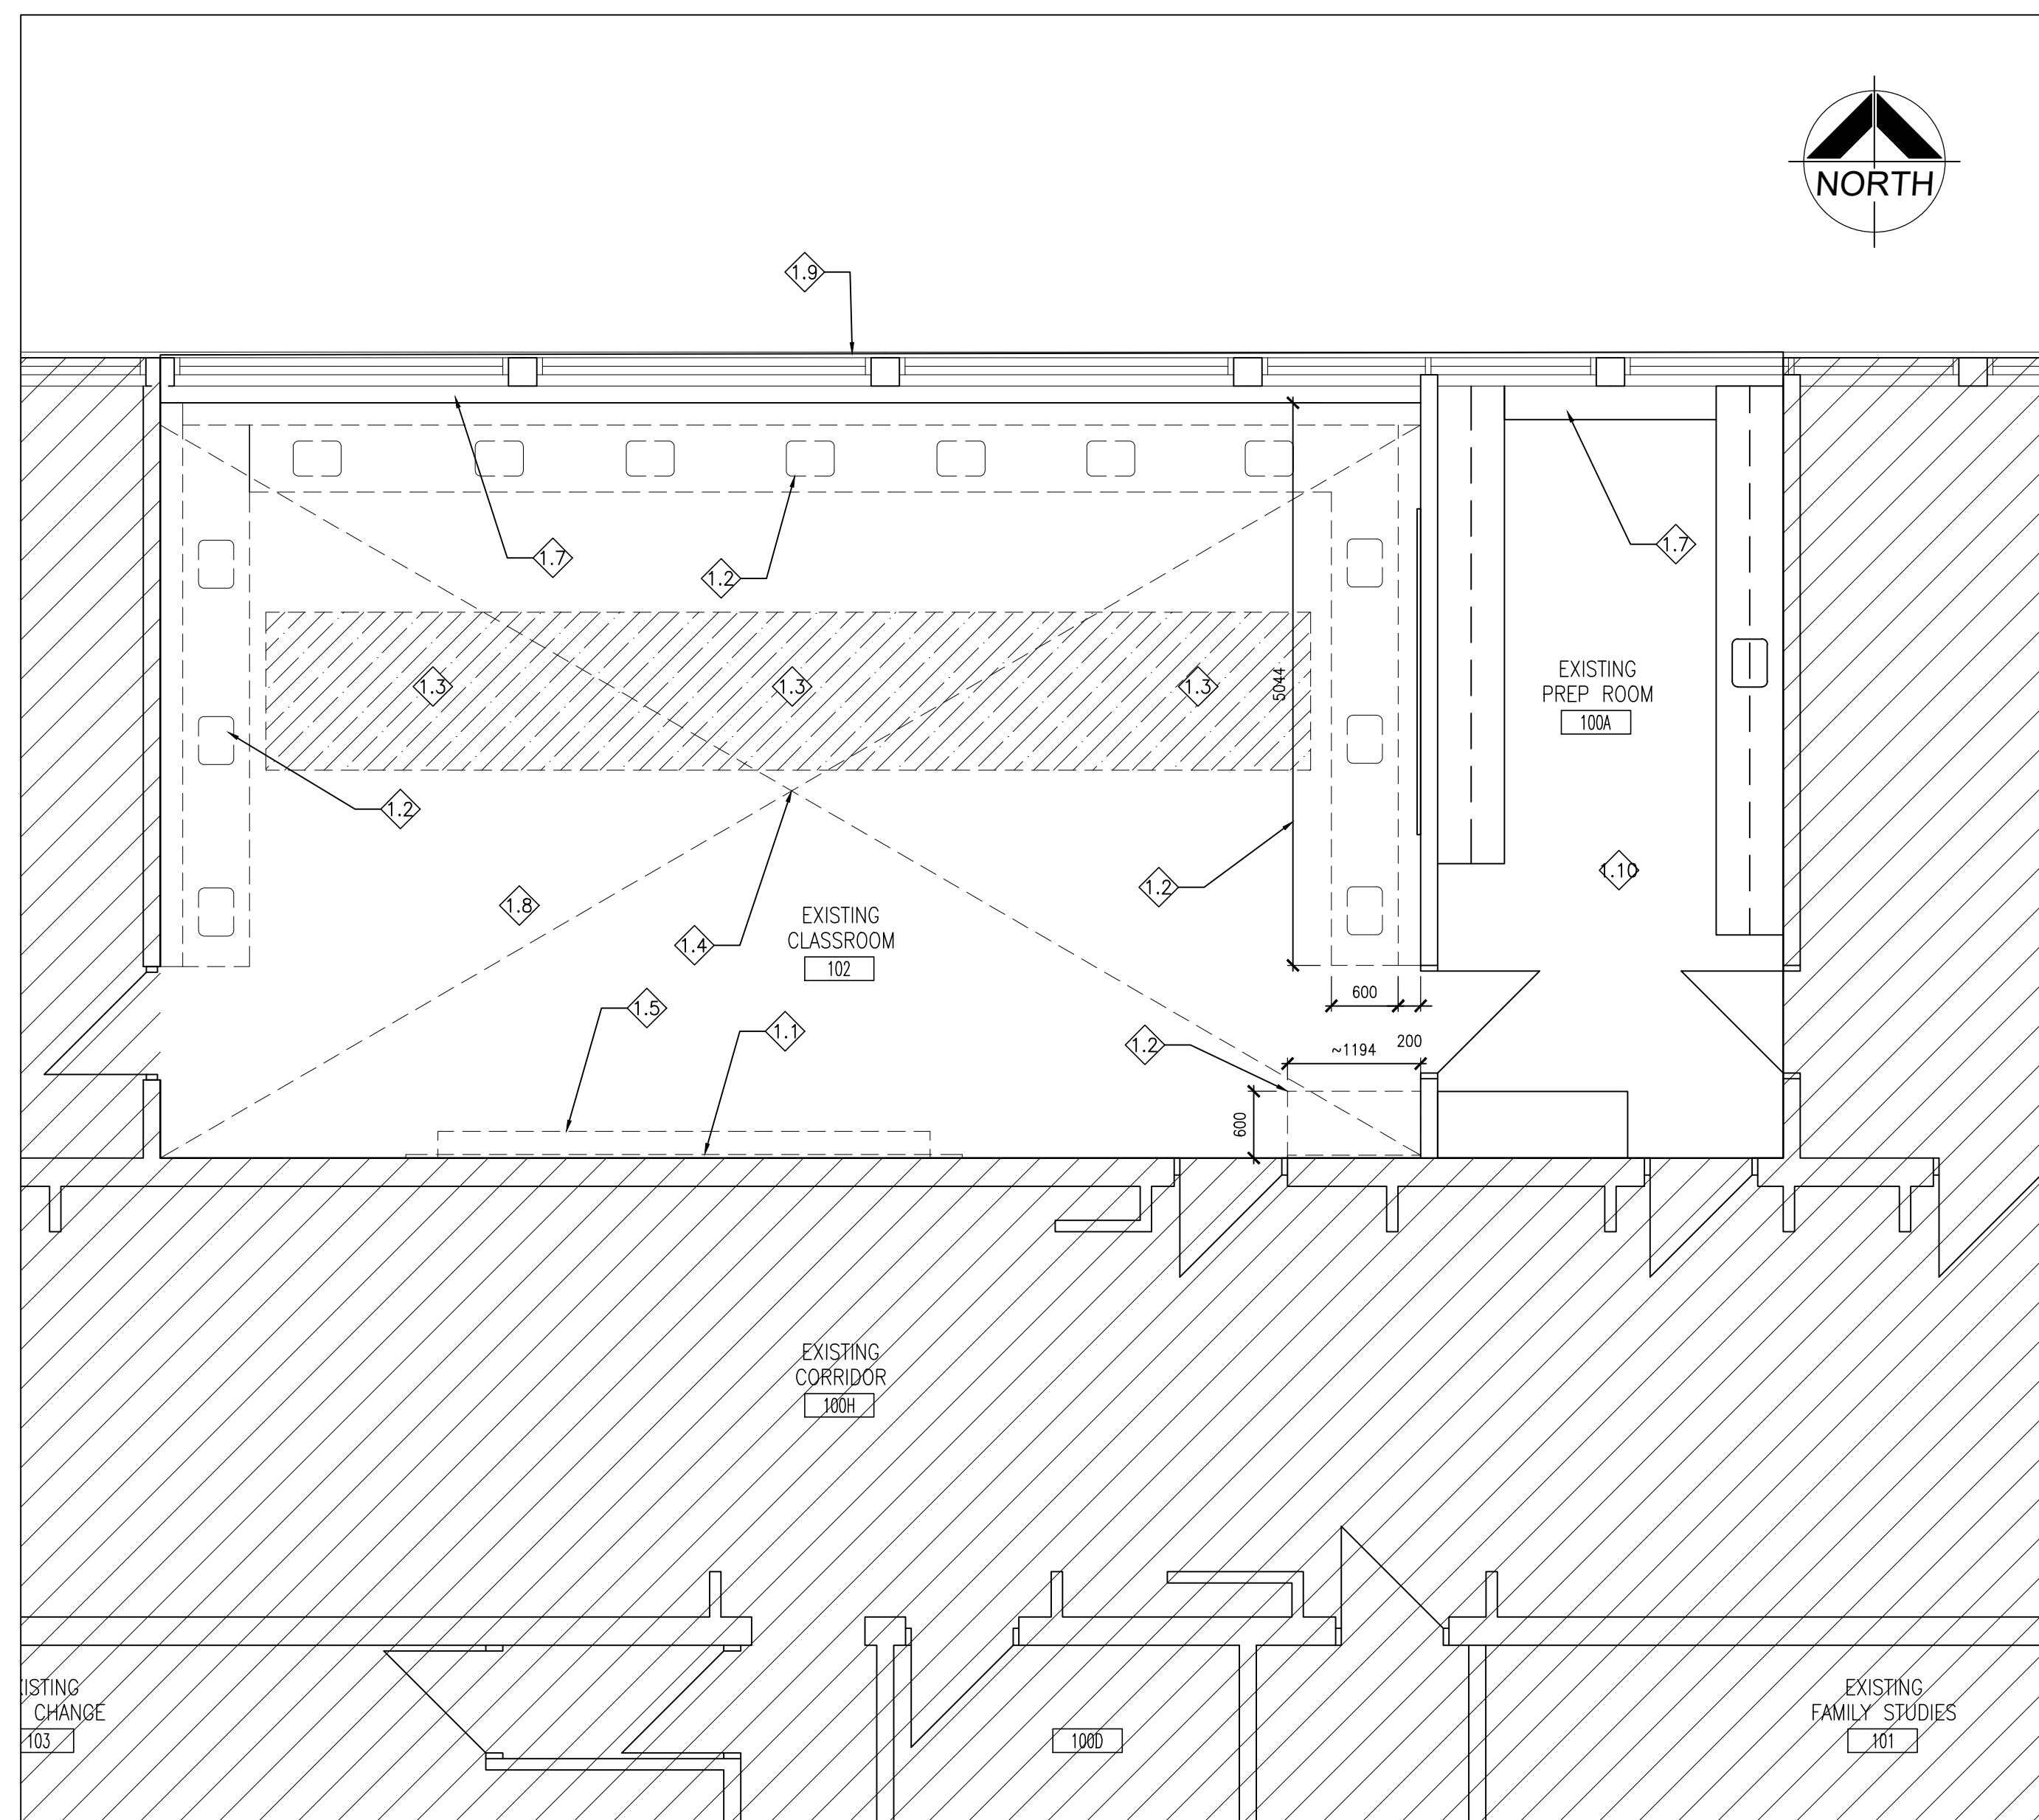 NORTH
1.9
1.7
1.2
1.7
1.3
1.3
1.3
5044
EXISTING
PREP ROOM
100A
1.2
1.10
1.2
1.8
EXISTING
CLASSROOM
102
1.4
600
1.5
1.1
1.2
~1194
200
600
EXISTING
CORRIDOR
100H
ISTING
CHANGE
103
100D
EXISTING
FAMILY STUDIES
101